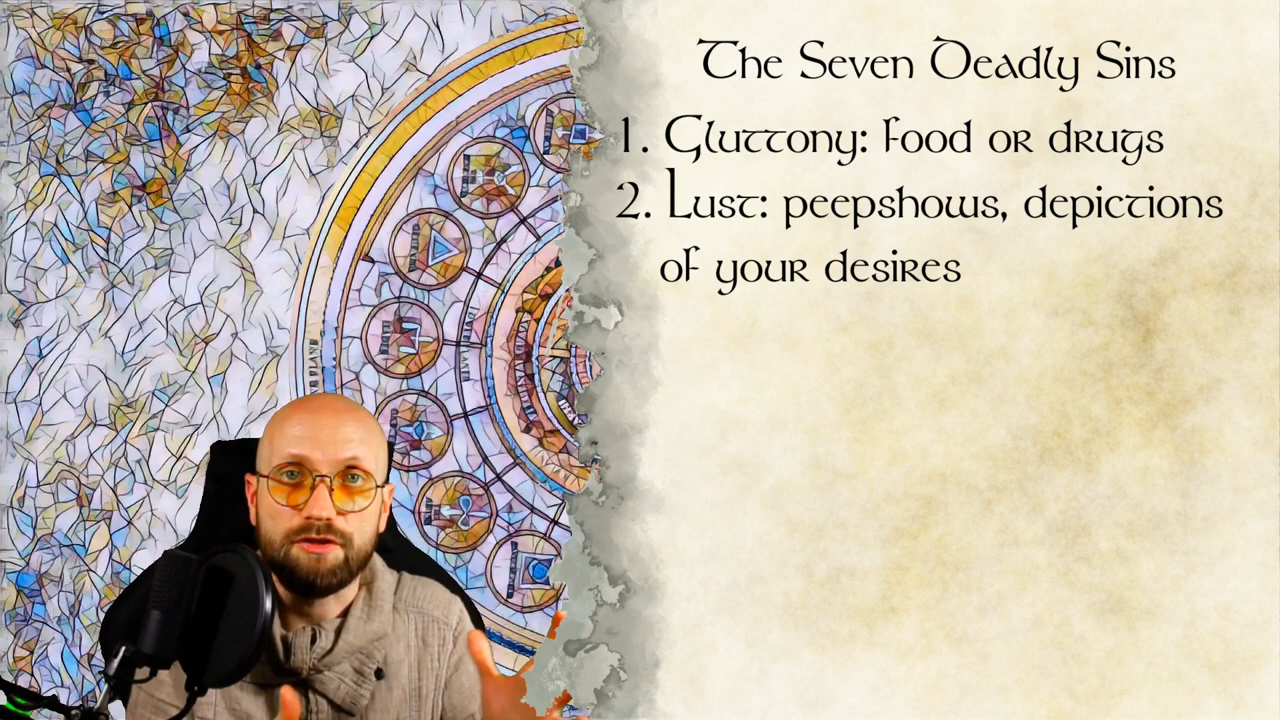 The Seven Deadly Sins
1. Gluttony: food or drugs
2. Lust: peepshows, depictions
of your desires